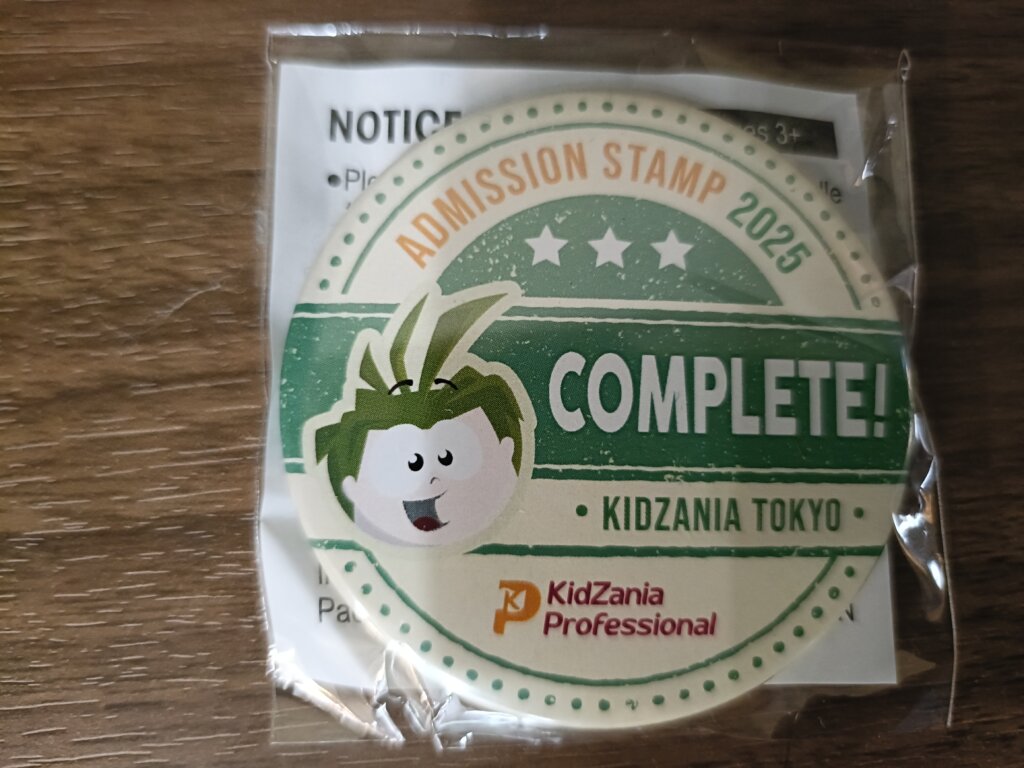 NOTICE
ADMISSION STAMP 2025
COMPLETE!
• KIDZANIA TOKYO •
KidZania
Professional